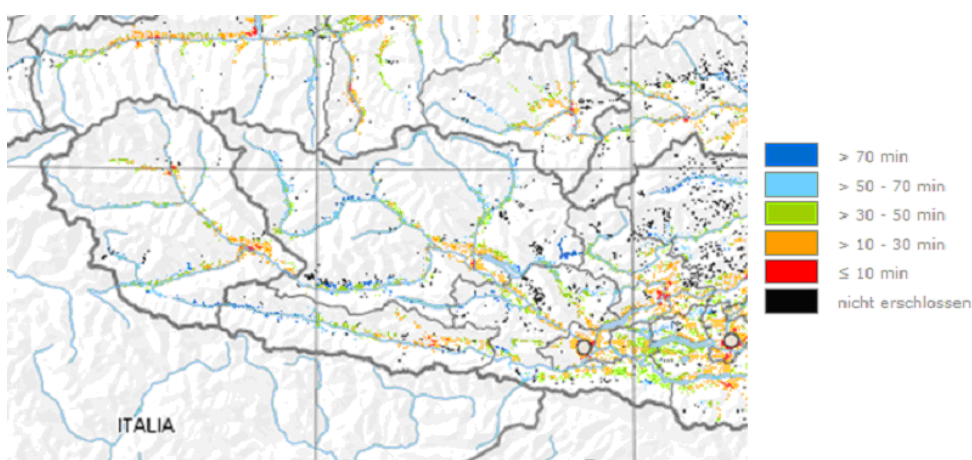 > 70 min
> 50 - 70 min
> 30 - 50 min
> 10 - 30 min
≤ 10 min
nicht erschlossen
ITALIA